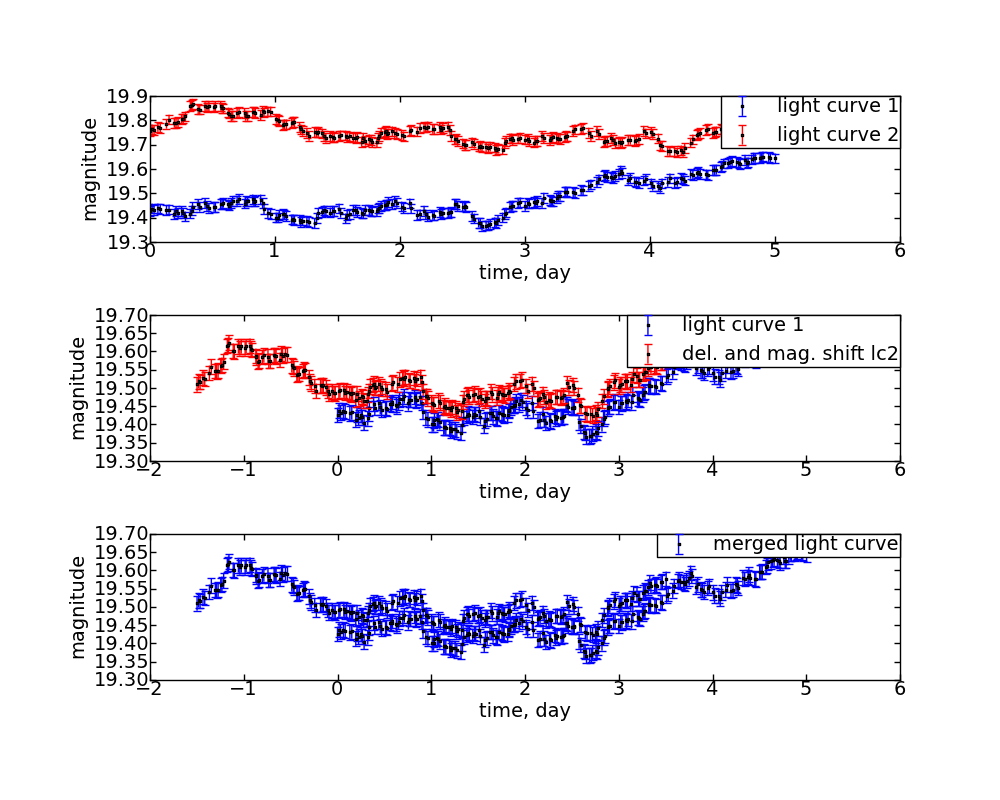 19.9
19.8
19.7
19.6
19.5
19.4
19.3
magnitude
light curve 1
light curve 2
0 1 2 3 4 5 6
time, day
19.70
19.65
19.60
19.55
19.50
19.45
19.40
19.35
19.30
magnitude
light curve 1
del. and mag. shift lc2
−2 −1 0 1 2 3 4 5 6
time, day
19.70
19.65
19.60
19.55
19.50
19.45
19.40
19.35
19.30
magnitude
merged light curve
−2 −1 0 1 2 3 4 5 6
time, day